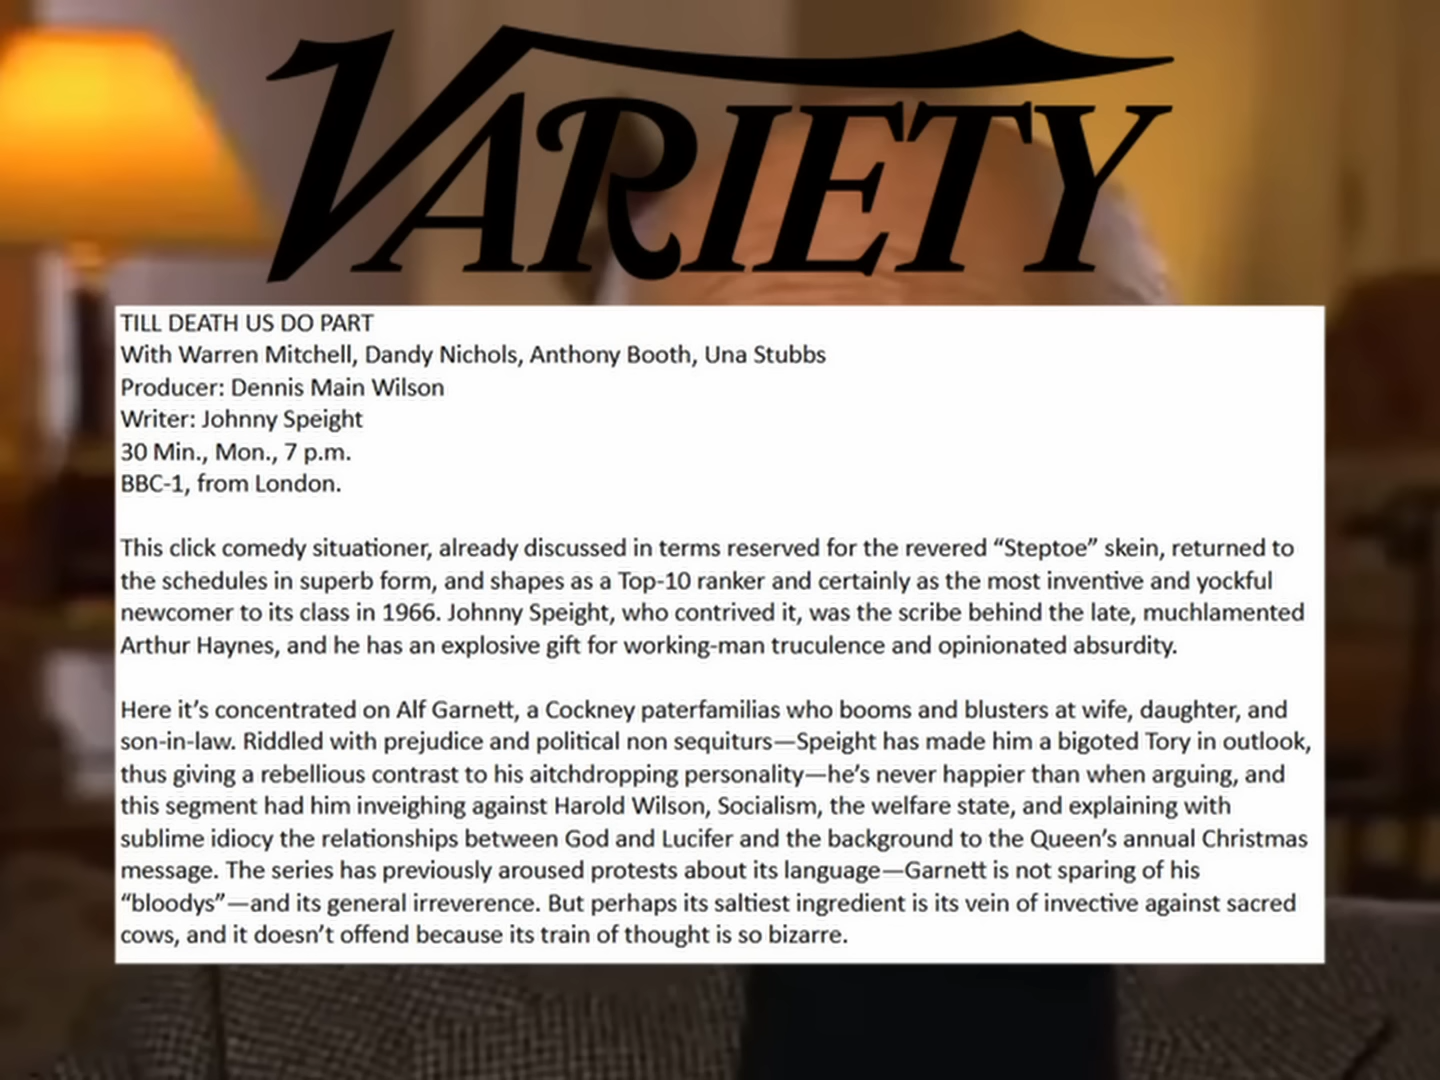 VARIETY
TILL DEATH US DO PART
With Warren Mitchell, Dandy Nichols, Anthony Booth, Una Stubbs
Producer: Dennis Main Wilson
Writer: Johnny Speight
30 Min., Mon., 7 p.m.
BBC-1, from London.
This click comedy situationer, already discussed in terms reserved for the revered “Steptoe” skein, returned to
the schedules in superb form, and shapes as a Top-10 ranker and certainly as the most inventive and yockful
newcomer to its class in 1966. Johnny Speight, who contrived it, was the scribe behind the late, muchlamented
Arthur Haynes, and he has an explosive gift for working-man truculence and opinionated absurdity.
Here it’s concentrated on Alf Garnett, a Cockney paterfamilias who booms and blusters at wife, daughter, and
son-in-law. Riddled with prejudice and political non sequiturs—Speight has made him a bigoted Tory in outlook,
thus giving a rebellious contrast to his aitchdropping personality—he’s never happier than when arguing, and
this segment had him inveighing against Harold Wilson, Socialism, the welfare state, and explaining with
sublime idiocy the relationships between God and Lucifer and the background to the Queen’s annual Christmas
message. The series has previously aroused protests about its language—Garnett is not sparing of his
“bloodys”—and its general irreverence. But perhaps its saltiest ingredient is its vein of invective against sacred
cows, and it doesn’t offend because its train of thought is so bizarre.